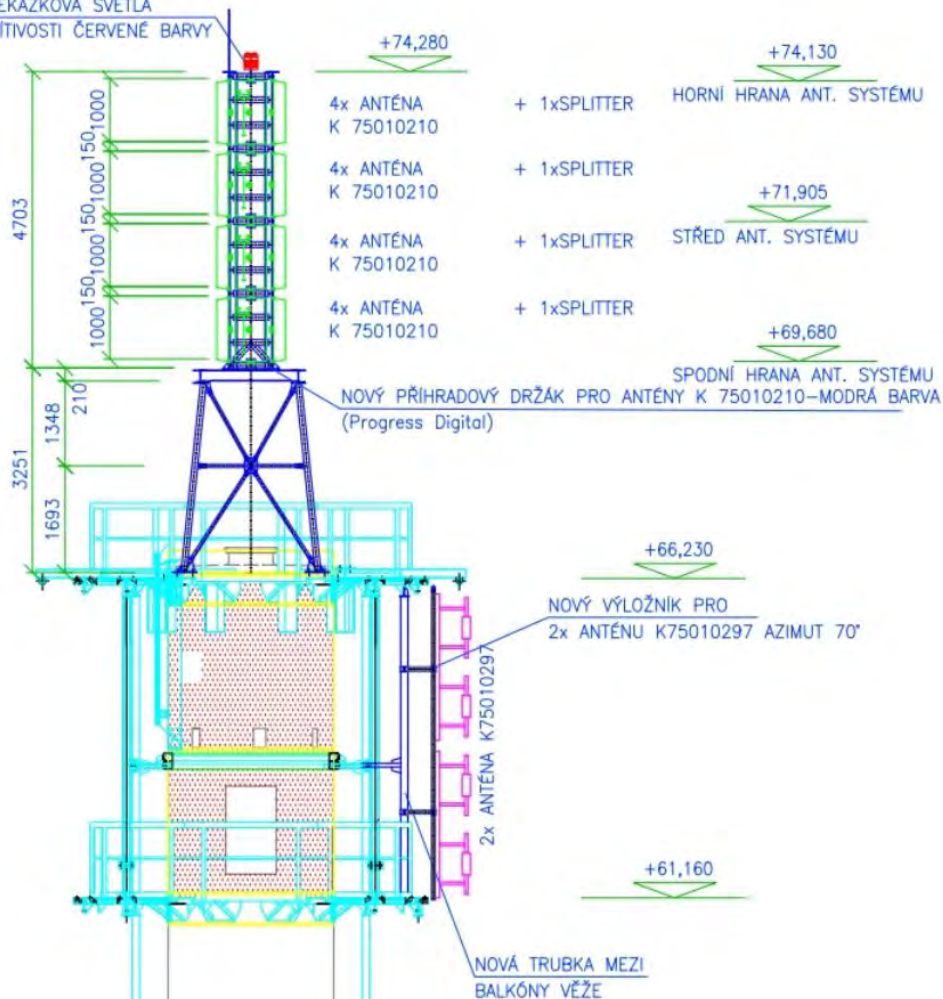 SVĚTLA
ČERVENÉ BARVY
+74,280
+74,130
HORNÍ HRANA ANT. SYSTÉMU
4x ANTÉNA + 1xSPLITTER
K 75010210
4x ANTÉNA + 1xSPLITTER
K 75010210
+71,905
STŘED ANT. SYSTÉMU
4x ANTÉNA + 1xSPLITTER
K 75010210
4x ANTÉNA + 1xSPLITTER
K 75010210
+69,680
SPODNÍ HRANA ANT. SYSTÉMU
NOVÝ PŘÍHRADOVÝ DRŽÁK PRO ANTÉNY K 75010210-MODRÁ BARVA
(Progress Digital)
4703
1000
150
1000
150
1000
150
1000
3251
210
1348
1693
+66,230
NOVÝ VÝLOŽNÍK PRO
2x ANTÉNU K75010297 AZIMUT 70°
2x ANTÉNA K75010297
+61,160
NOVÁ TRUBKA MEZI
BALKÓNY VĚŽE